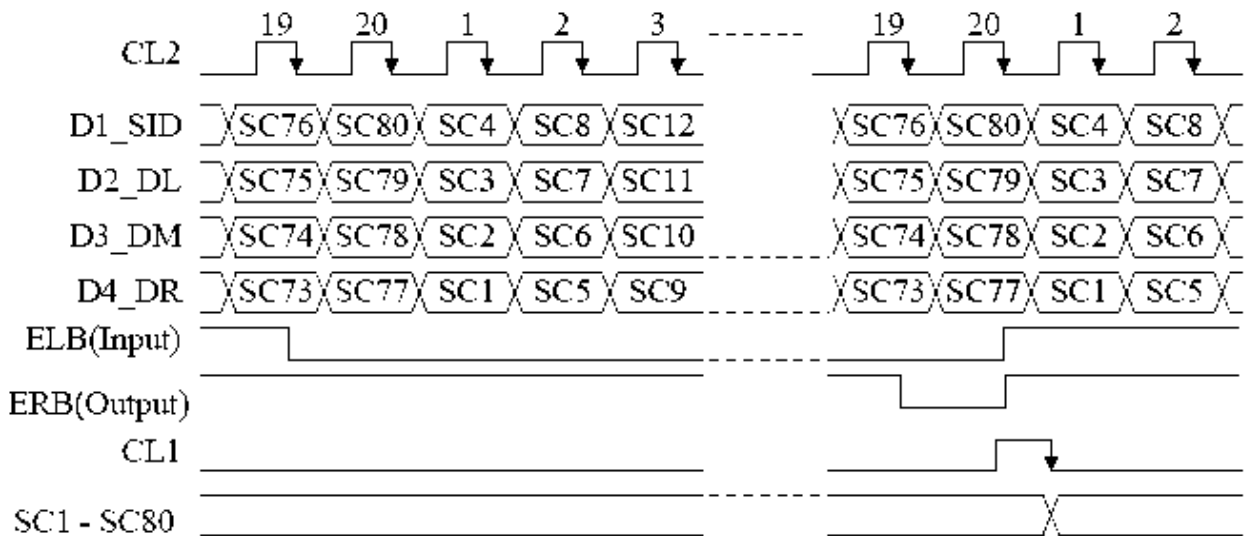 19 20 1 2 3 19 20 1 2
CL2
D1_SID SC76 SC80 SC4 SC8 SC12 SC76 SC80 SC4 SC8
D2_DL SC75 SC79 SC3 SC7 SC11 SC75 SC79 SC3 SC7
D3_DM SC74 SC78 SC2 SC6 SC10 SC74 SC78 SC2 SC6
D4_DR SC73 SC77 SC1 SC5 SC9 SC73 SC77 SC1 SC5
ELB(Input)
ERB(Output)
CL1
SC1 - SC80